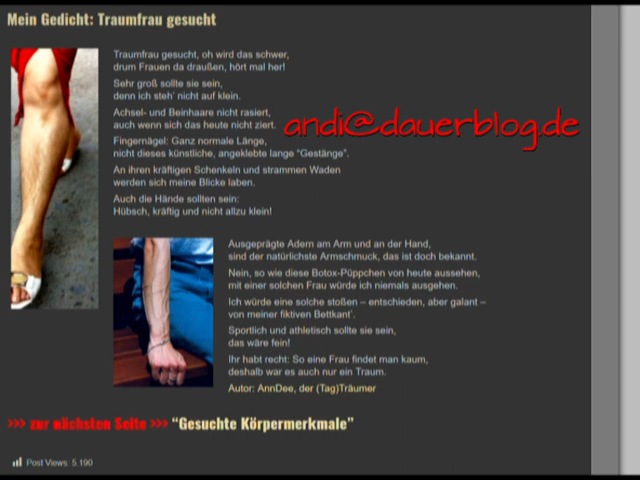 Mein Gedicht: Traumfrau gesucht
Traumfrau gesucht, oh wird das schwer,
drum Frauen da draußen, hört mal her!
Sehr groß sollte sie sein,
denn ich steh' nicht auf klein.
Achsel- und Beinhaare nicht rasiert,
auch wenn sich das heute nicht ziert.
andi@dauerblog.de
Fingernägel: Ganz normale Länge,
nicht dieses künstliche, angeklebte lange "Gestänge".
An ihren kräftigen Schenkeln und strammen Waden
werden sich meine Blicke laben.
Auch die Hände sollten sein:
Hübsch, kräftig und nicht allzu klein!
Ausgeprägte Adern am Arm und an der Hand,
sind der natürlichste Armschmuck, das ist doch bekannt.
Nein, so wie diese Botox-Püppchen von heute aussehen,
mit einer solchen Frau würde ich niemals ausgehen.
Ich würde eine solche stoßen – entschieden, aber galant –
von meiner fiktiven Bettkant'.
Sportlich und athletisch sollte sie sein,
das wäre fein!
Ihr habt recht: So eine Frau findet man kaum,
deshalb war es auch nur ein Traum.
Autor: AnnDee, der (Tag)Träumer
>>> zur nächsten Seite >>> "Gesuchte Körpermerkmale"
Post Views: 5.190